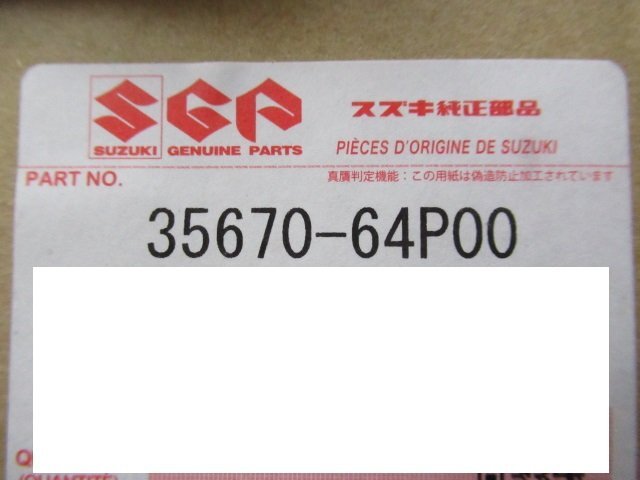 SGP スズキ純正部品
SUZUKI GENUINE PARTS PIÈCES D'ORIGINE DE SUZUKI
PART NO. 真贋判定機能：この用紙は偽造防止加工されています
35670-64P00
(QUANTITÉ)